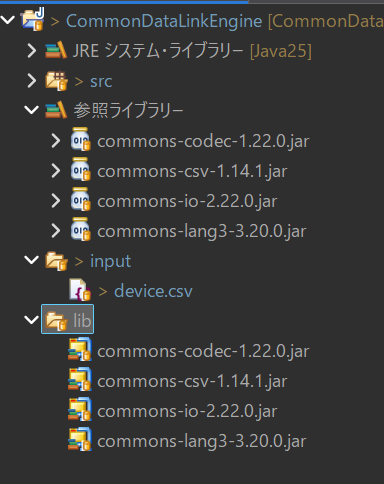 > CommonDataLinkEngine [CommonData
JRE システム・ライブラリー [Java25]
> src
参照ライブラリー
commons-codec-1.22.0.jar
commons-csv-1.14.1.jar
commons-io-2.22.0.jar
commons-lang3-3.20.0.jar
> input
> device.csv
lib
commons-codec-1.22.0.jar
commons-csv-1.14.1.jar
commons-io-2.22.0.jar
commons-lang3-3.20.0.jar